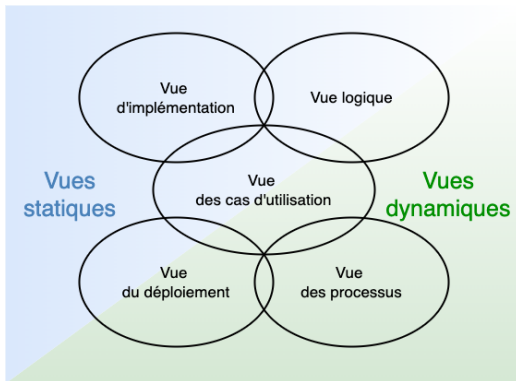 Vue
d'implémentation
Vue logique
Vues
statiques
Vue
des cas d'utilisation
Vues
dynamiques
Vue
du déploiement
Vue
des processus